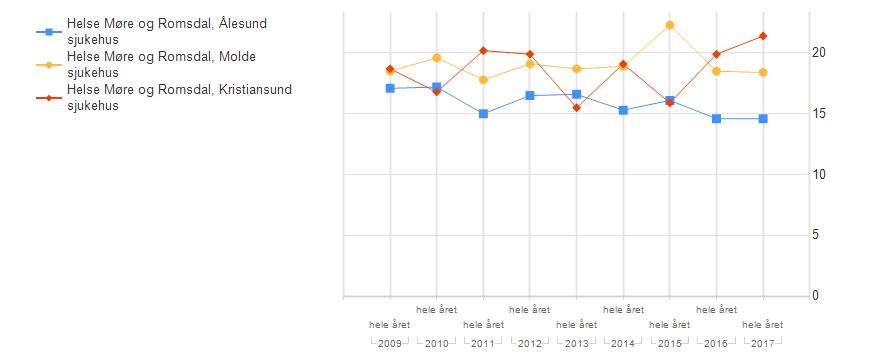 Helse Møre og Romsdal, Ålesund
sjukehus
Helse Møre og Romsdal, Molde
sjukehus
Helse Møre og Romsdal, Kristiansund
sjukehus
20
15
10
5
0
hele året hele året hele året hele året
hele året hele året hele året hele året hele året
2009 2010 2011 2012 2013 2014 2015 2016 2017